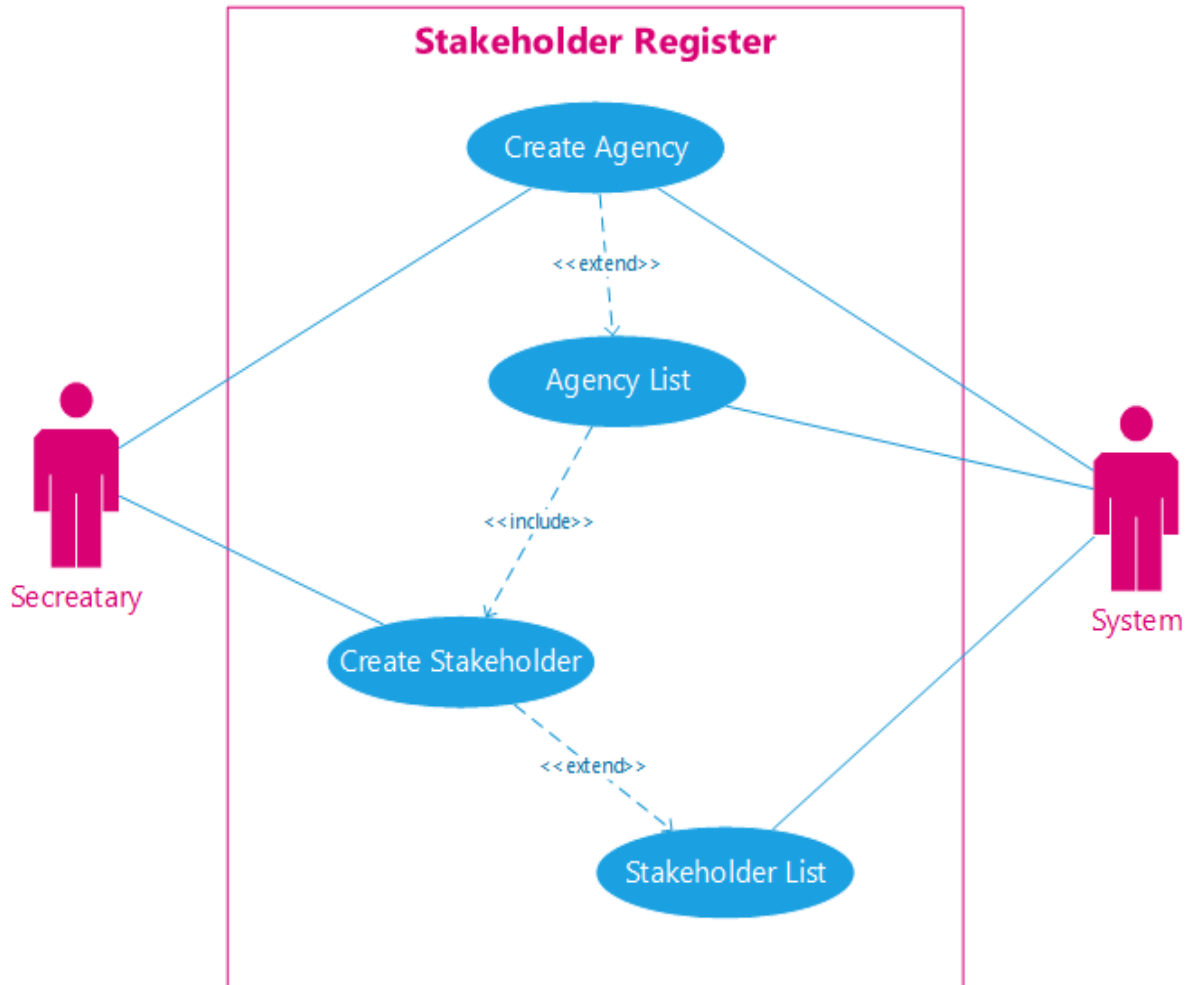 Stakeholder Register
Create Agency
<<extend>>
Agency List
<<include>>
Secreatary
System
Create Stakeholder
<<extend>>
Stakeholder List